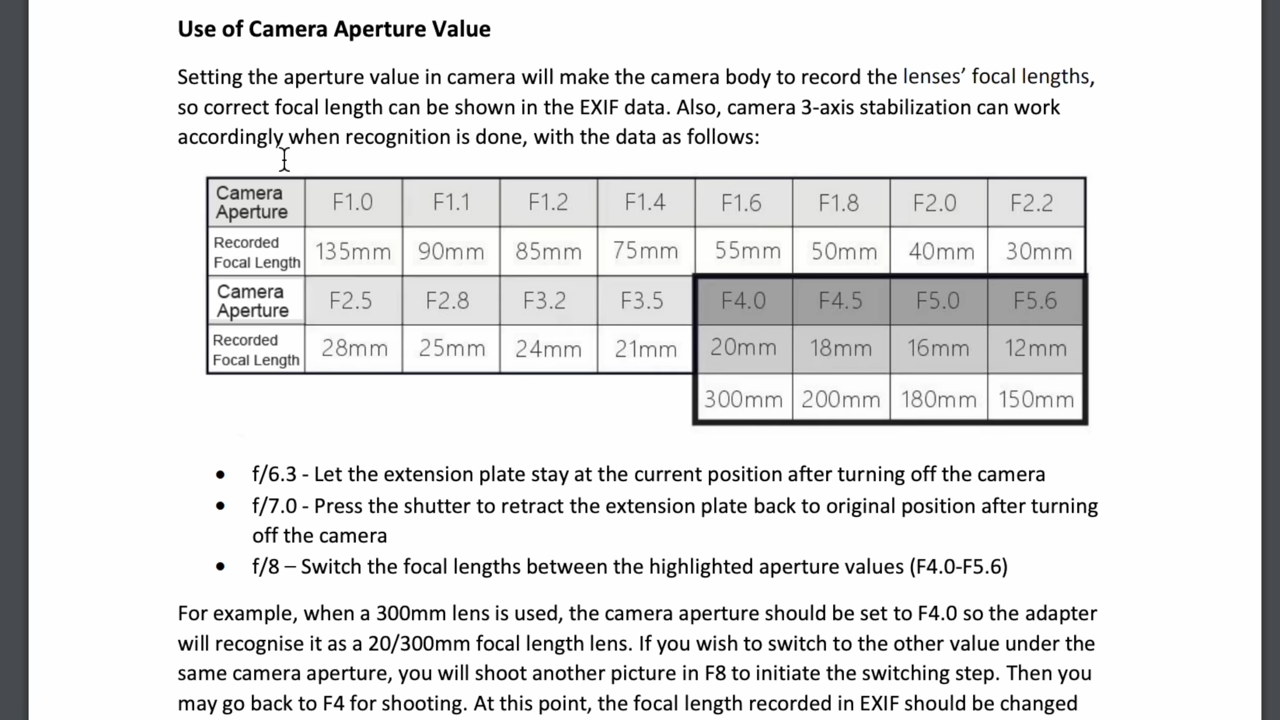 Use of Camera Aperture Value
Setting the aperture value in camera will make the camera body to record the lenses’ focal lengths,
so correct focal length can be shown in the EXIF data. Also, camera 3-axis stabilization can work
accordingly when recognition is done, with the data as follows:
Camera Aperture F1.0 F1.1 F1.2 F1.4 F1.6 F1.8 F2.0 F2.2
Recorded Focal Length 135mm 90mm 85mm 75mm 55mm 50mm 40mm 30mm
Camera Aperture F2.5 F2.8 F3.2 F3.5 F4.0 F4.5 F5.0 F5.6
Recorded Focal Length 28mm 25mm 24mm 21mm 20mm 18mm 16mm 12mm
300mm 200mm 180mm 150mm
• f/6.3 - Let the extension plate stay at the current position after turning off the camera
• f/7.0 - Press the shutter to retract the extension plate back to original position after turning
off the camera
• f/8 – Switch the focal lengths between the highlighted aperture values (F4.0-F5.6)
For example, when a 300mm lens is used, the camera aperture should be set to F4.0 so the adapter
will recognise it as a 20/300mm focal length lens. If you wish to switch to the other value under the
same camera aperture, you will shoot another picture in F8 to initiate the switching step. Then you
may go back to F4 for shooting. At this point, the focal length recorded in EXIF should be changed